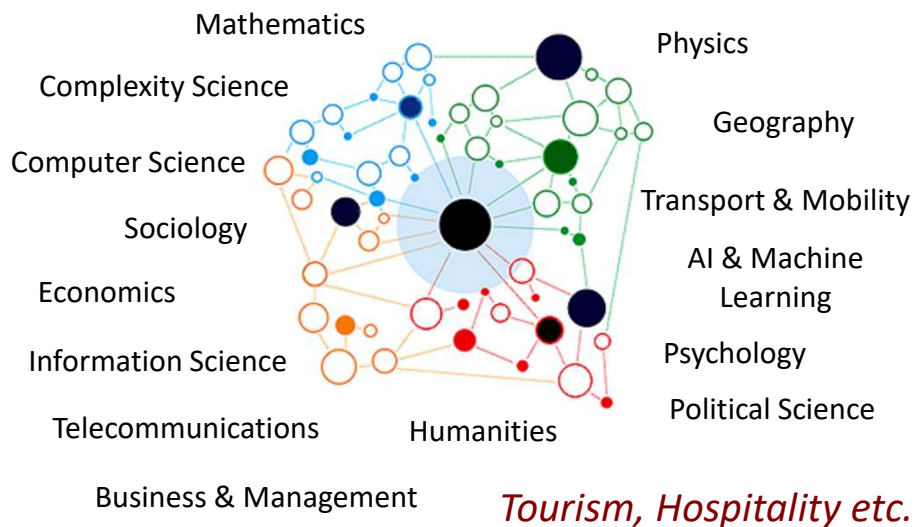 Mathematics
Physics
Complexity Science
Geography
Computer Science
Transport & Mobility
Sociology
AI & Machine
Learning
Economics
Information Science
Psychology
Political Science
Telecommunications
Humanities
Business & Management
Tourism, Hospitality etc.